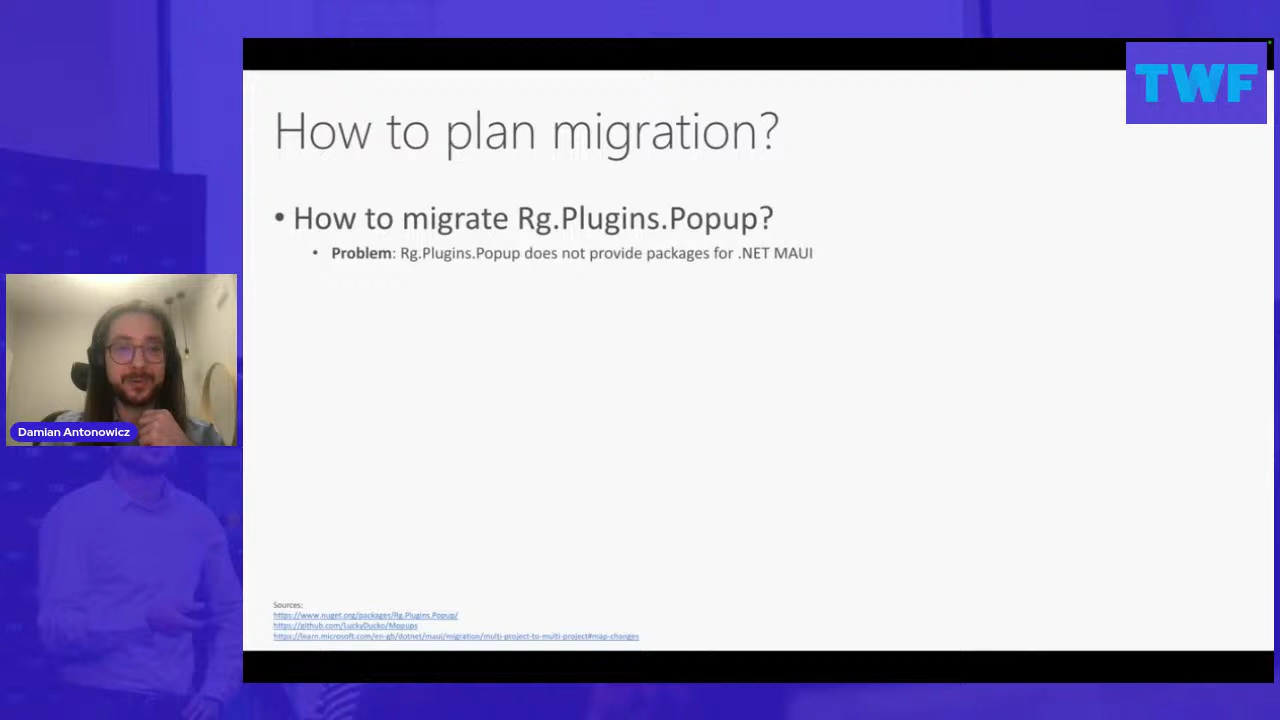 TWF
How to plan migration?
• How to migrate Rg.Plugins.Popup?
• Problem: Rg.Plugins.Popup does not provide packages for .NET MAUI
Damian Antonowicz
Sources:
https://www.nuget.org/packages/Rg.Plugins.Popup/
https://github.com/LuckyDucko/Mopups
https://learn.microsoft.com/en-gb/dotnet/maui/migration/multi-project-to-multi-project#map-changes